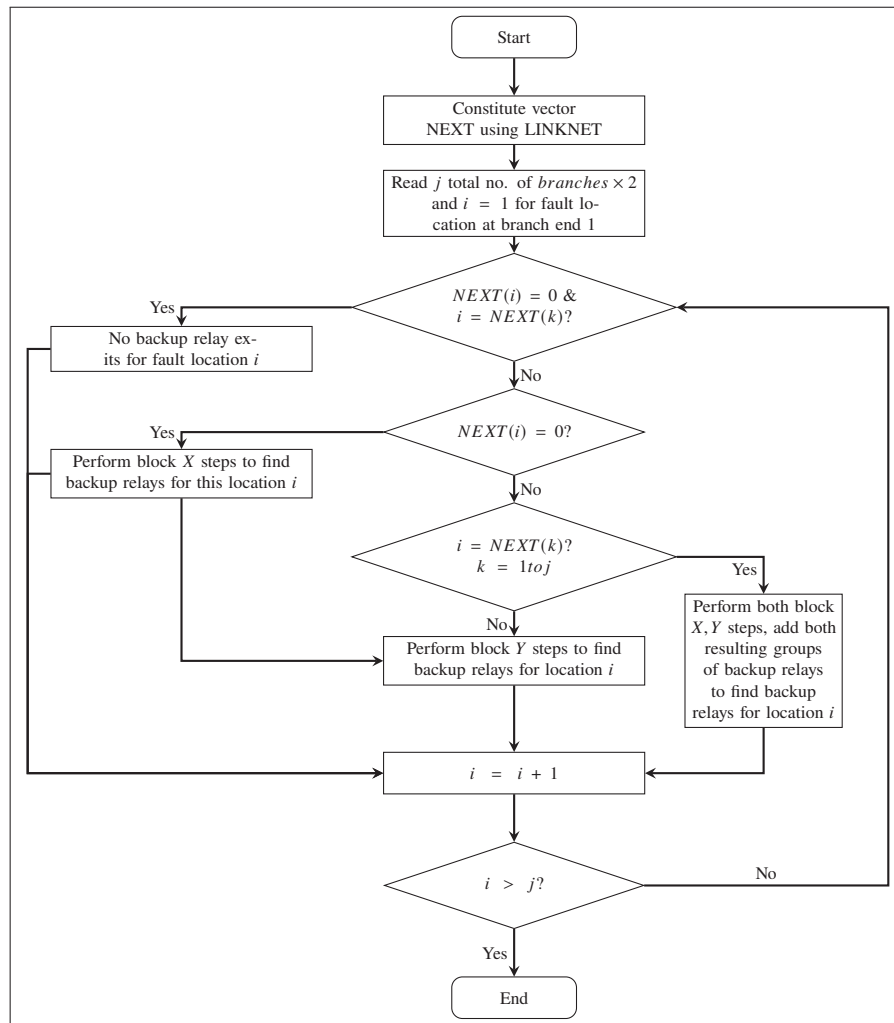 Start
Constitute vector
NEXT using LINKNET
Read j total no. of branches × 2
and i = 1 for fault lo-
cation at branch end 1
NEXT(i) = 0 &
i = NEXT(k)?
Yes
No backup relay ex-
its for fault location i
No
NEXT(i) = 0?
Yes
Perform block X steps to find
backup relays for this location i
No
i = NEXT(k)?
k = 1toj
Yes
Perform both block
X, Y steps, add both
resulting groups
of backup relays
to find backup
relays for location i
No
Perform block Y steps to find
backup relays for location i
i = i + 1
i > j?
No
Yes
End